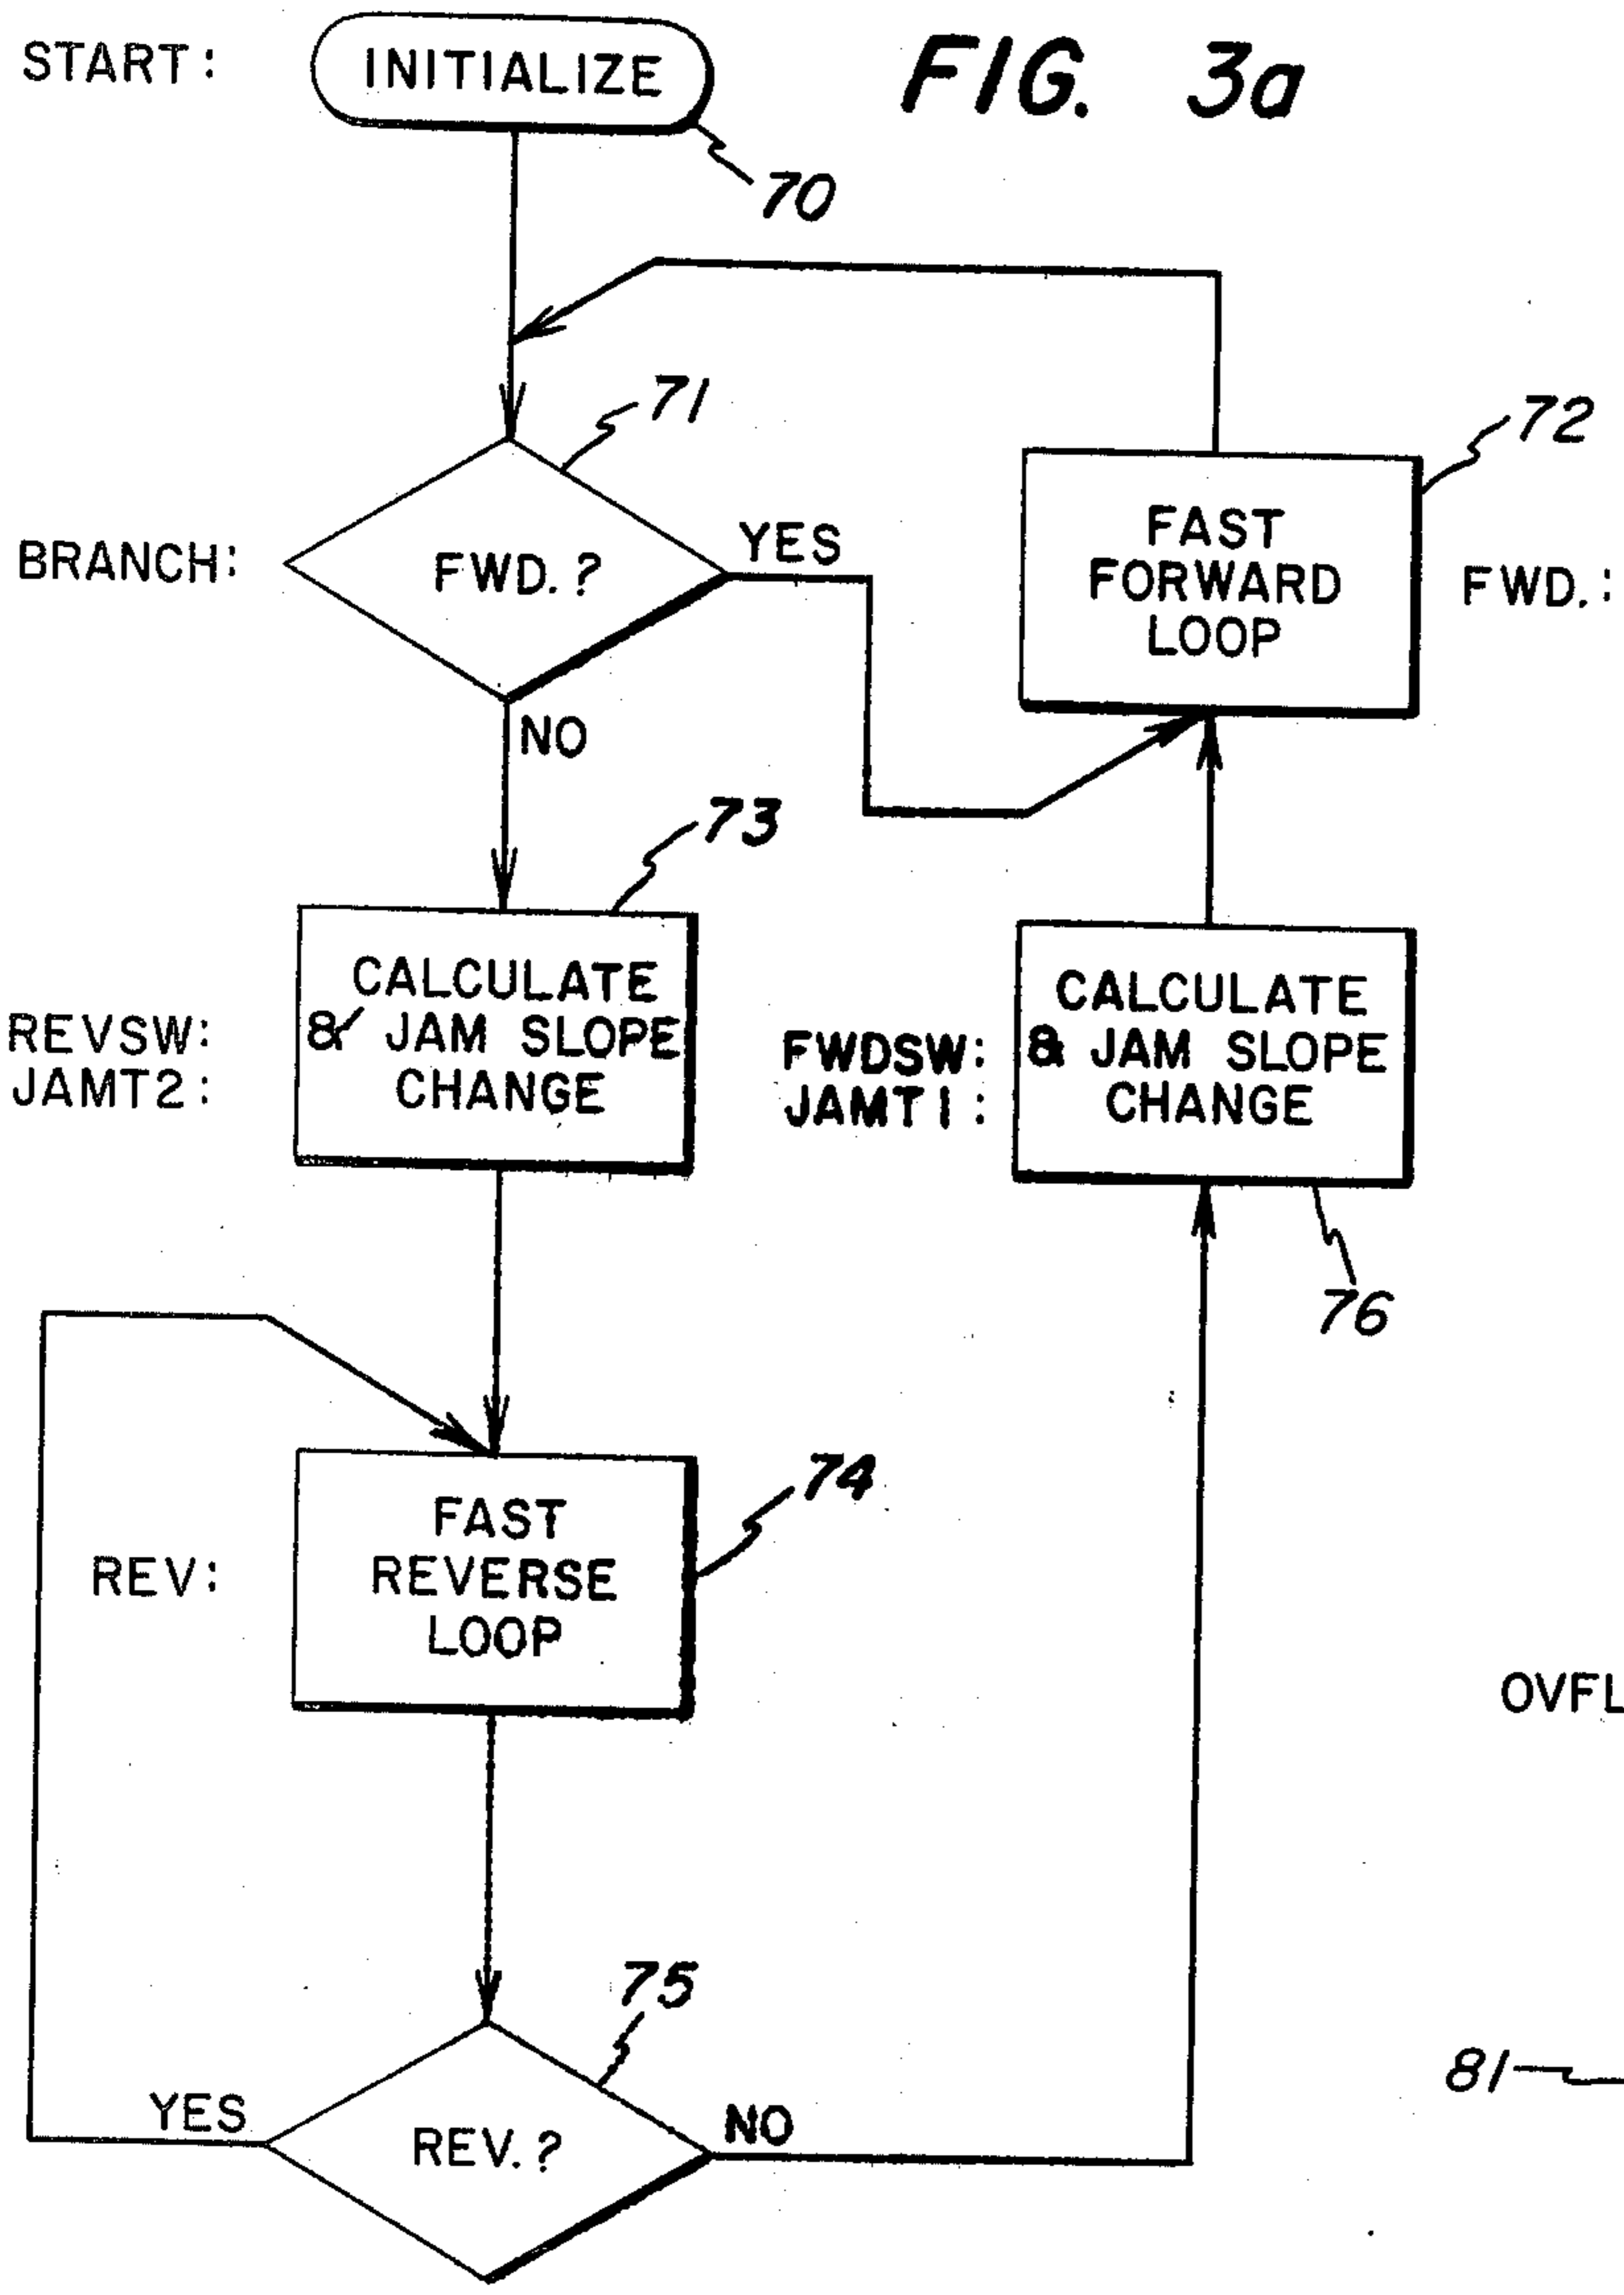 START:
INITIALIZE
FIG. 3a
70
71
72
BRANCH:
FWD.?
YES
FAST
FORWARD
LOOP
FWD.:
NO
73
REVSW:
JAMT2:
CALCULATE
& JAM SLOPE
CHANGE
FWDSW:
JAMT1:
CALCULATE
& JAM SLOPE
CHANGE
76
74
REV:
FAST
REVERSE
LOOP
OVFL
75
81
YES
REV.?
NO